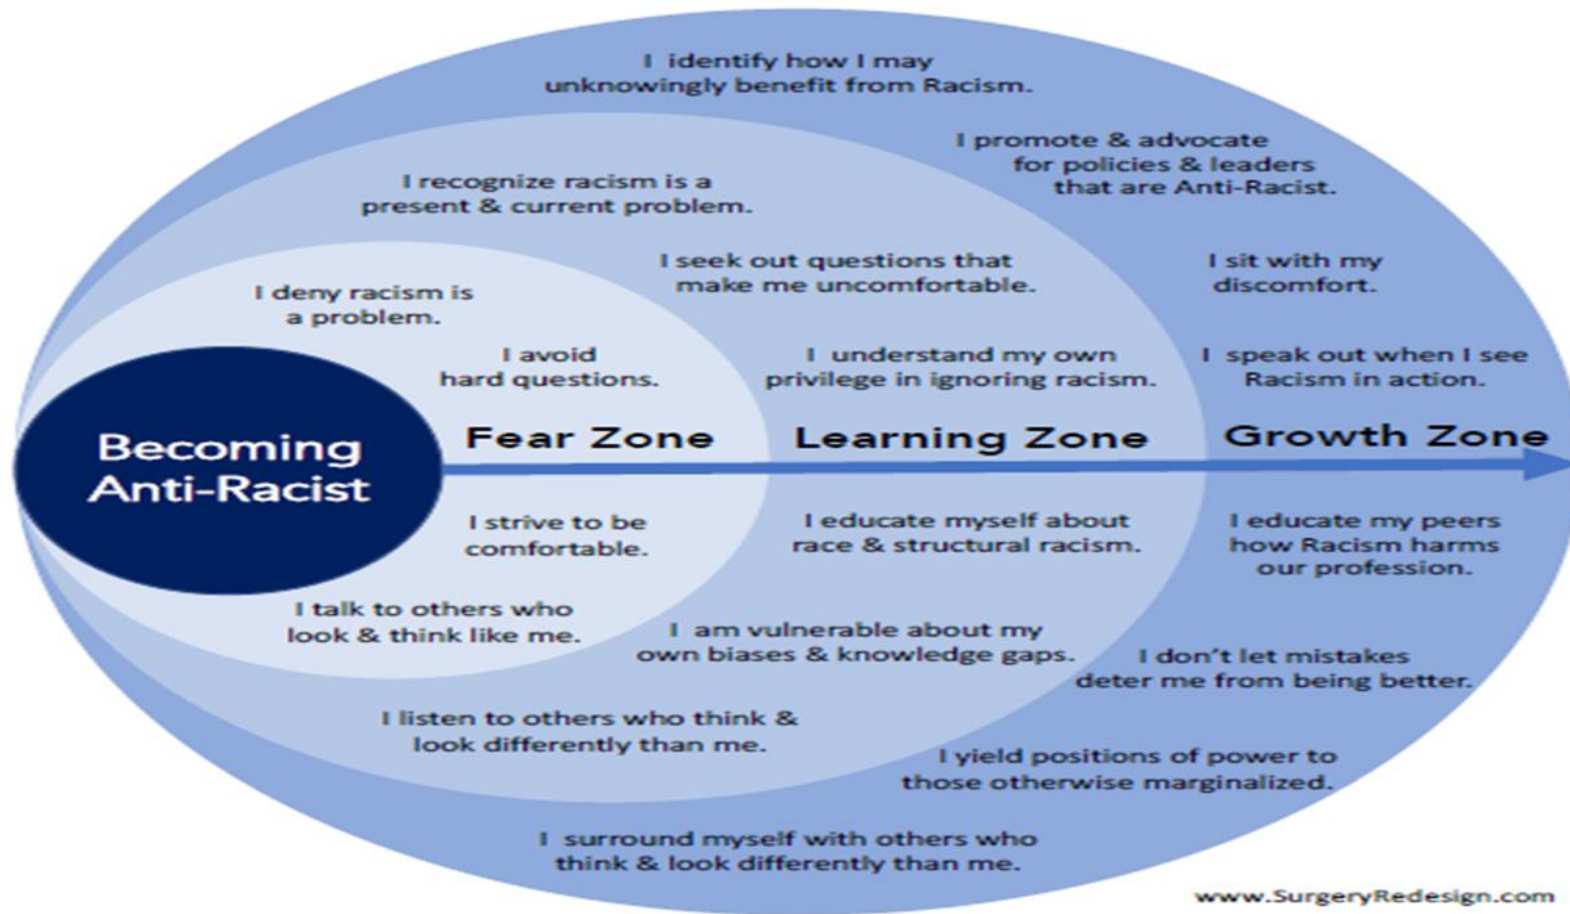 I identify how I may
unknowingly benefit from Racism.
I promote & advocate
for policies & leaders
that are Anti-Racist.
I recognize racism is a
present & current problem.
I seek out questions that
make me uncomfortable.
I sit with my
discomfort.
I deny racism is
a problem.
I avoid
hard questions.
I understand my own
privilege in ignoring racism.
I speak out when I see
Racism in action.
Becoming
Anti-Racist
Fear Zone
Learning Zone
Growth Zone
I strive to be
comfortable.
I educate myself about
race & structural racism.
I educate my peers
how Racism harms
our profession.
I talk to others who
look & think like me.
I am vulnerable about my
own biases & knowledge gaps.
I don't let mistakes
deter me from being better.
I listen to others who think &
look differently than me.
I yield positions of power to
those otherwise marginalized.
I surround myself with others who
think & look differently than me.
www.SurgeryRedesign.com